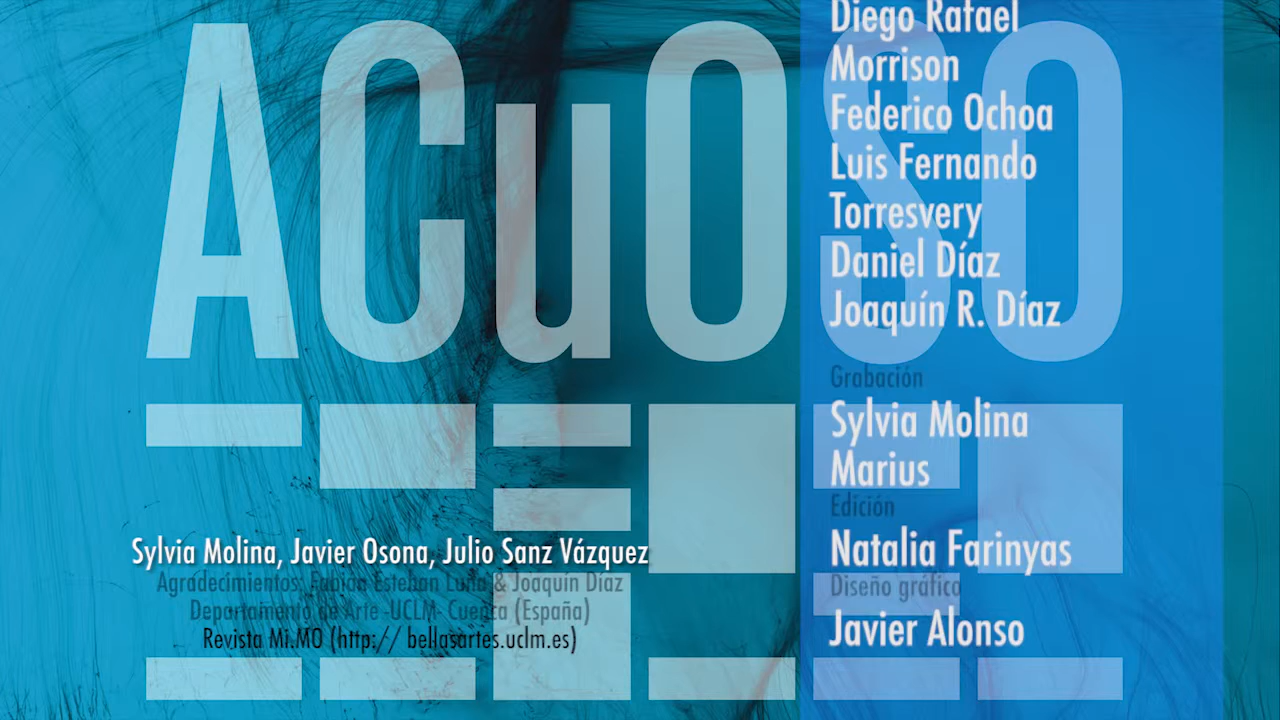 ACuOSO
Sylvia Molina, Javier Osona, Julio Sanz Vázquez
Agradecimientos: Fabián Esteban Luna & Joaquín Díaz
Departamento de Arte -UCLM- Cuenca (España)
Revista Mi.MO (http:// bellasartes.uclm.es)
Diego Rafael
Morrison
Federico Ochoa
Luis Fernando
Torresvery
Daniel Díaz
Joaquín R. Díaz
Grabación
Sylvia Molina
Marius
Edición
Natalia Farinyas
Diseño gráfico
Javier Alonso